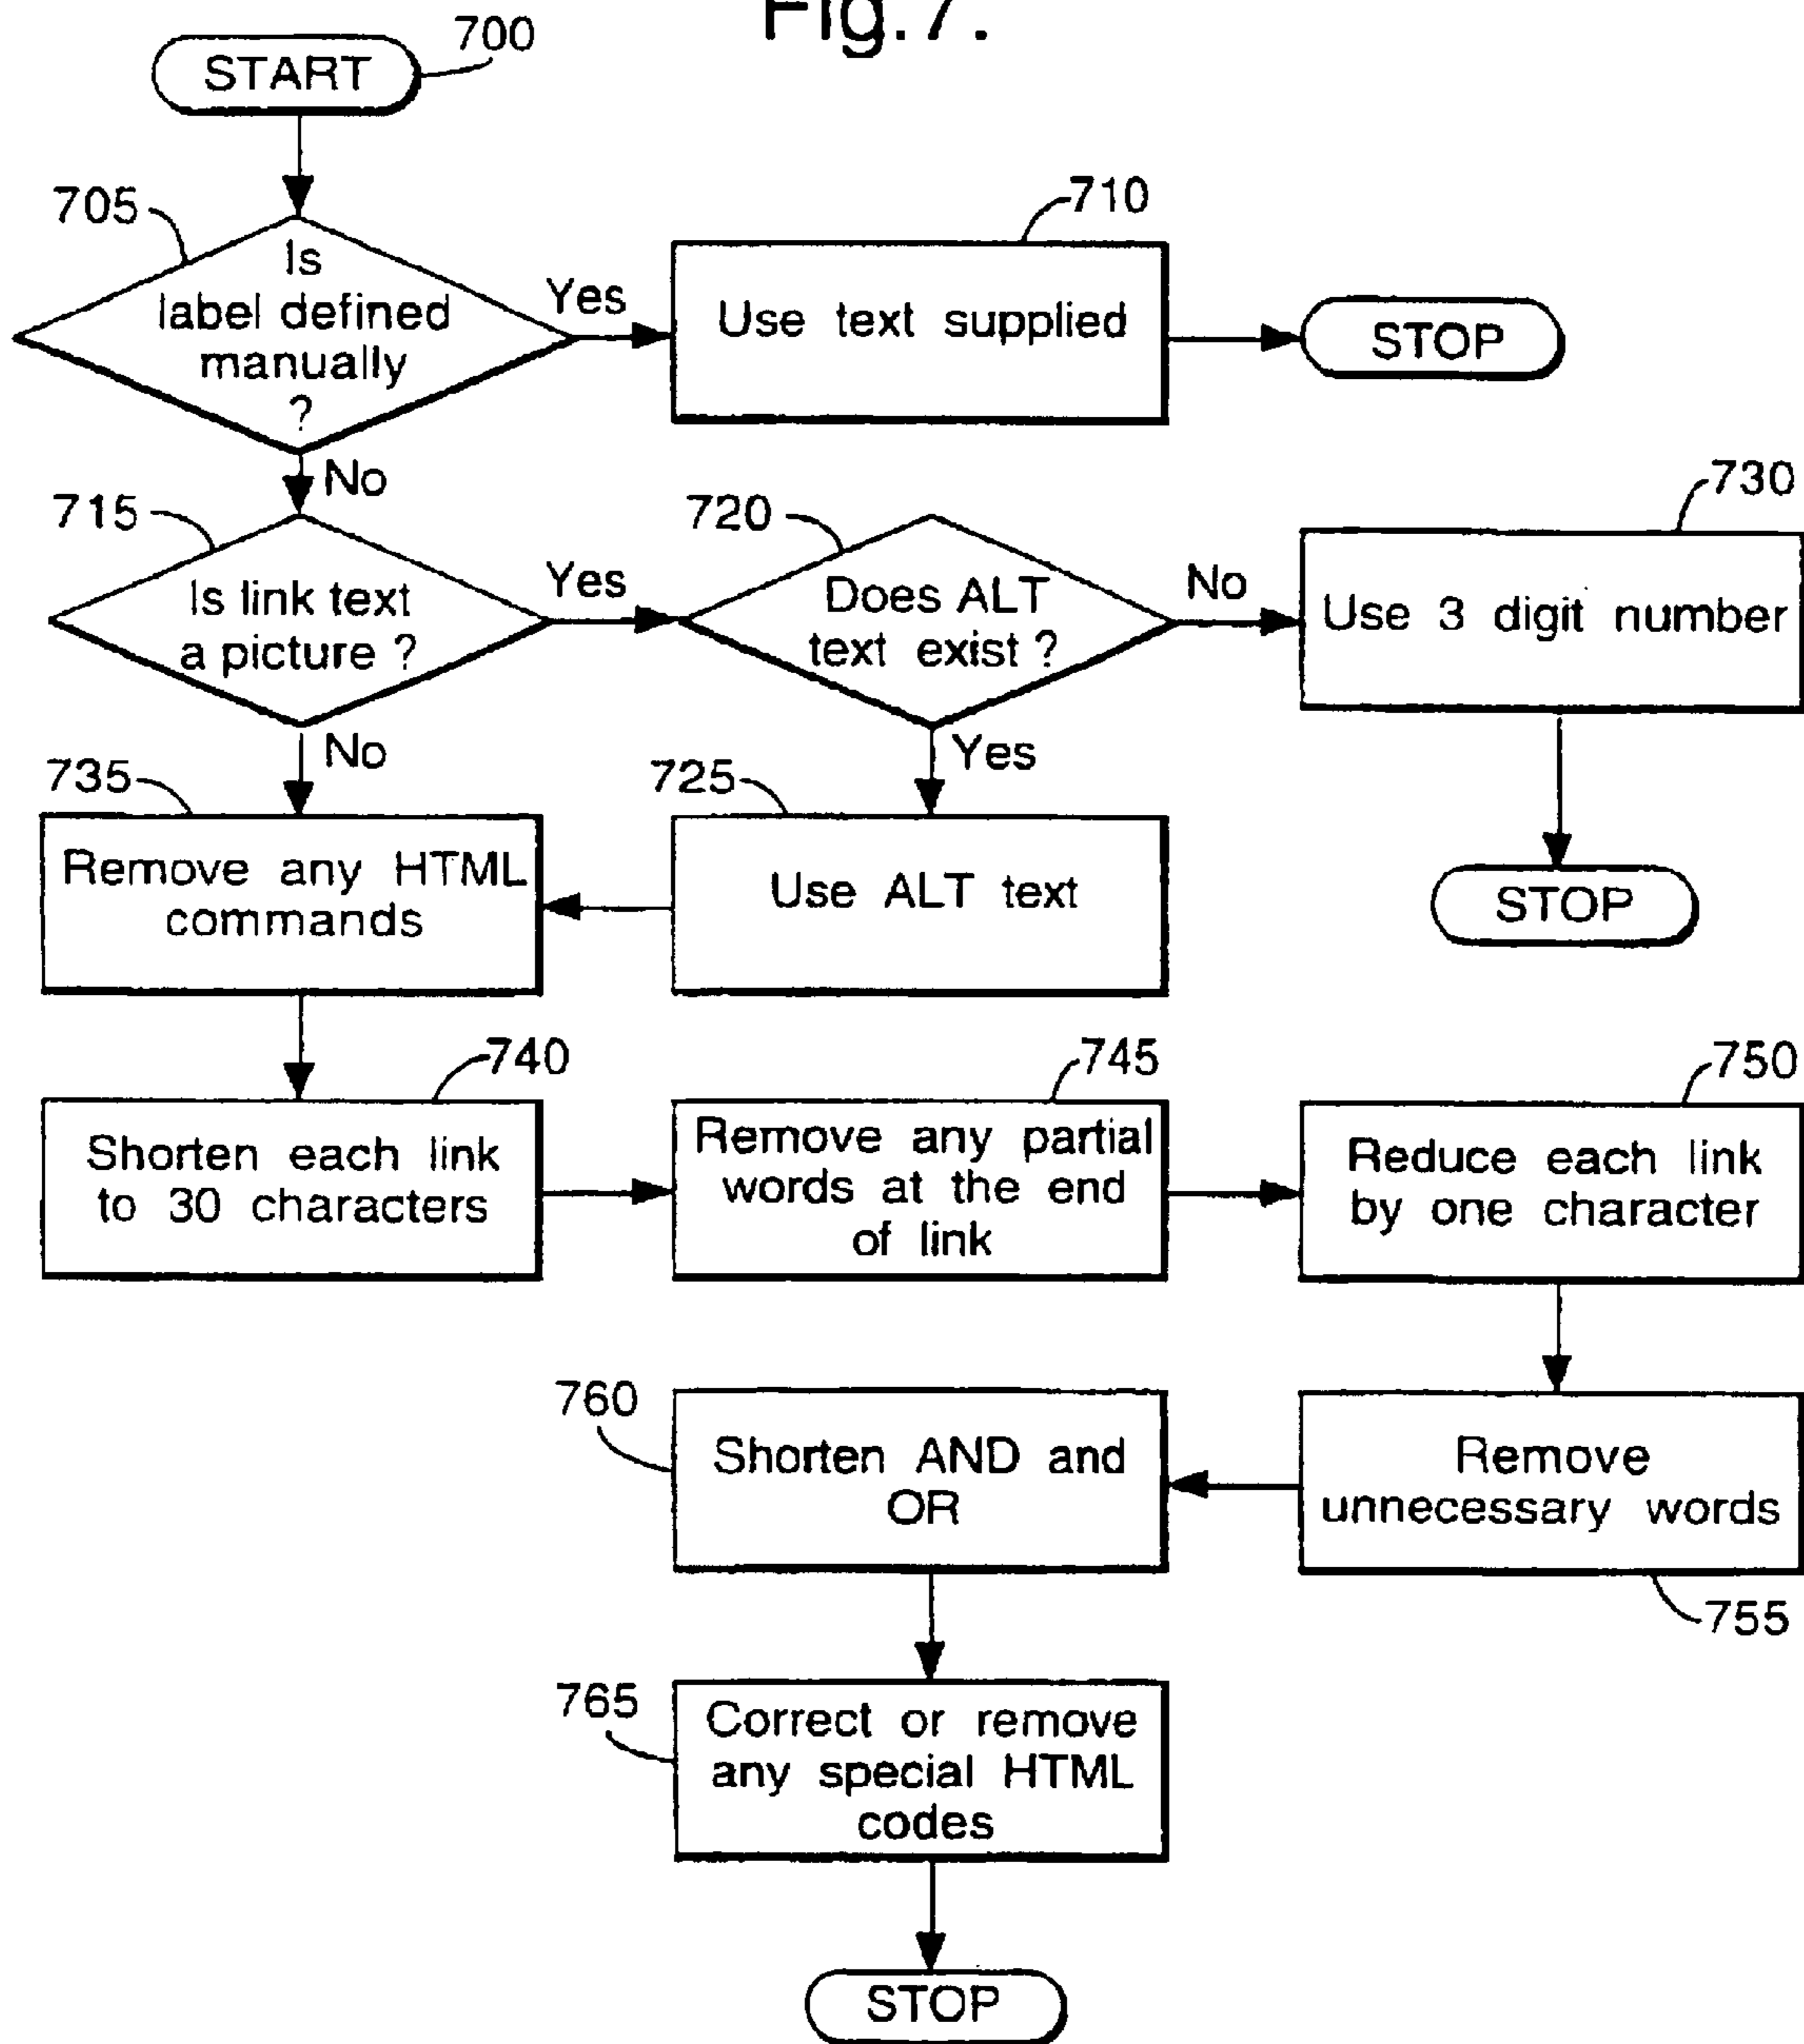 Fig.7.
700
START
705
Is
label defined
manually
?
Yes
710
Use text supplied
STOP
No
715
Is link text
a picture ?
Yes
720
Does ALT
text exist ?
No
730
Use 3 digit number
STOP
No
Yes
735
Remove any HTML
commands
725
Use ALT text
740
Shorten each link
to 30 characters
745
Remove any partial
words at the end
of link
750
Reduce each link
by one character
755
Remove
unnecessary words
760
Shorten AND and
OR
765
Correct or remove
any special HTML
codes
STOP